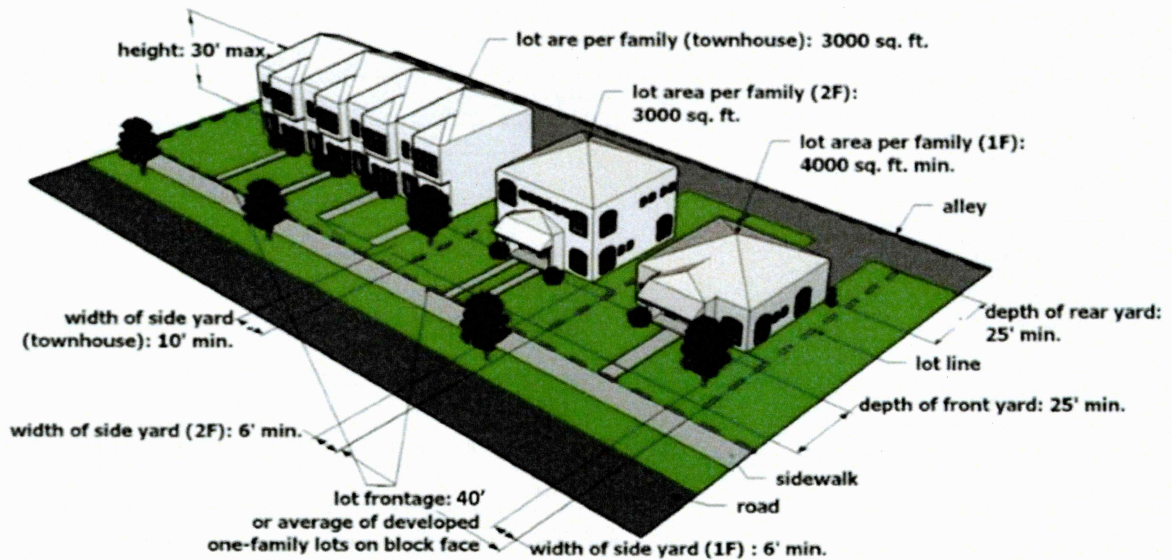 height: 30' max.
lot are per family (townhouse): 3000 sq. ft.
lot area per family (2F):
3000 sq. ft.
lot area per family (1F):
4000 sq. ft. min.
alley
width of side yard
(townhouse): 10' min.
depth of rear yard:
25' min.
lot line
depth of front yard: 25' min.
width of side yard (2F): 6' min.
sidewalk
lot frontage: 40'
or average of developed
one-family lots on block face
road
width of side yard (1F) : 6' min.